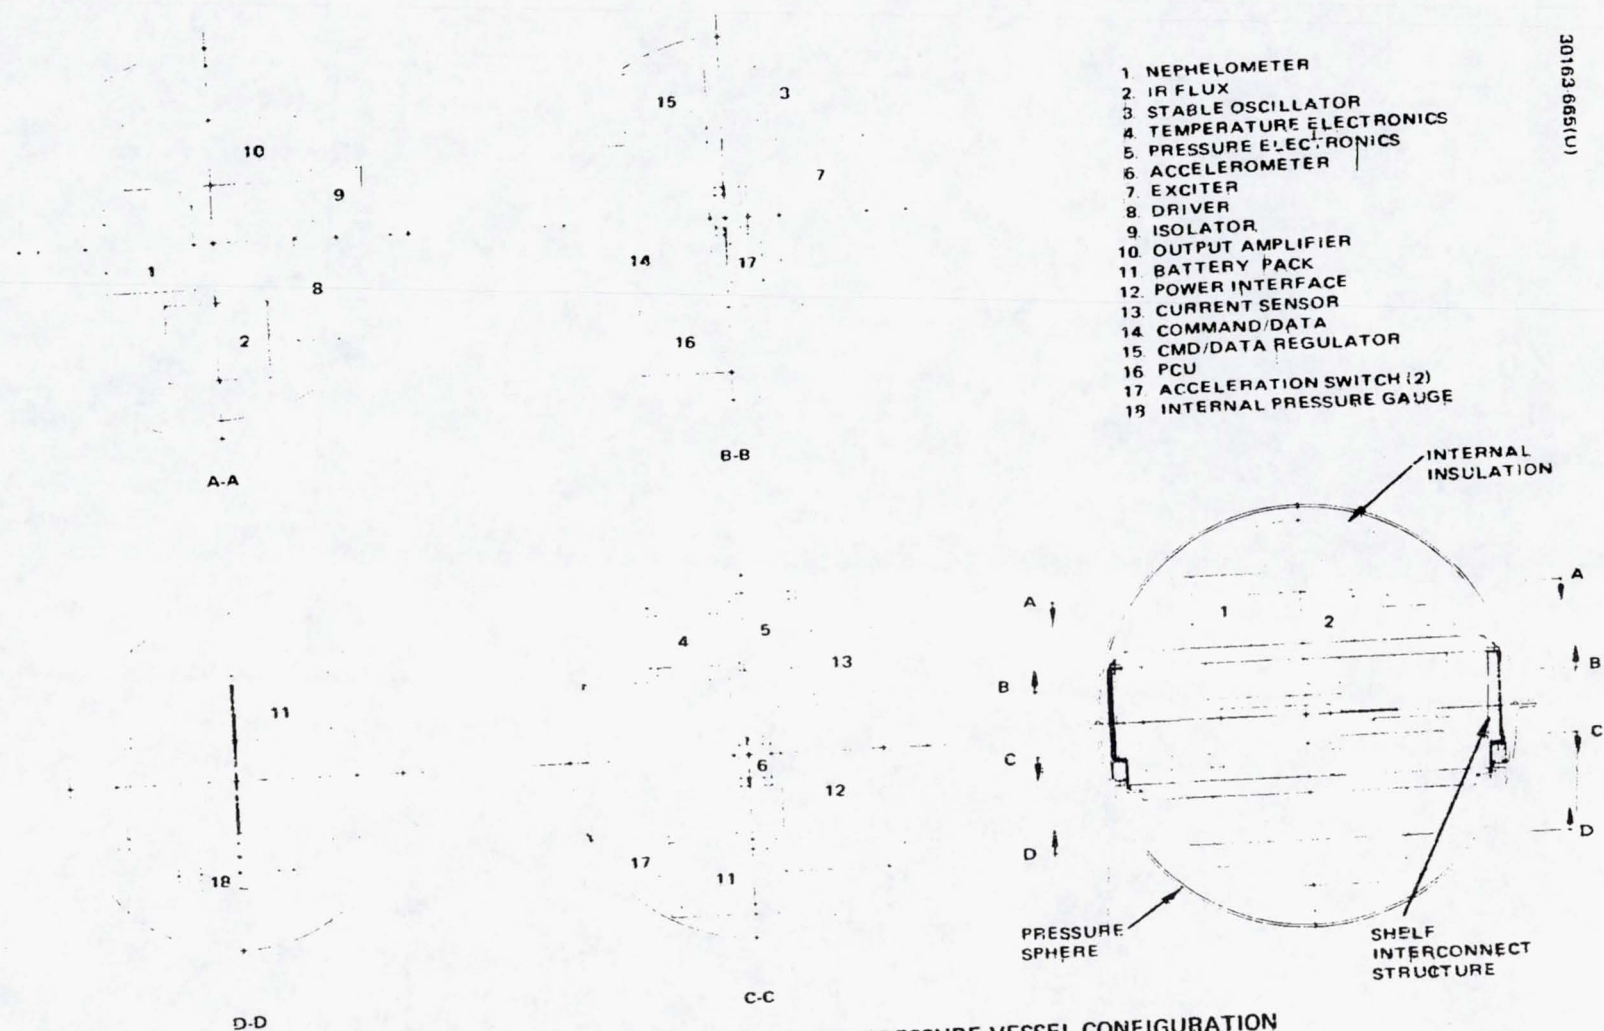 30163-665(U)
1. NEPHELOMETER
2. IR FLUX
3. STABLE OSCILLATOR
4. TEMPERATURE ELECTRONICS
5. PRESSURE ELECTRONICS
6. ACCELEROMETER
7. EXCITER
8. DRIVER
9. ISOLATOR
10. OUTPUT AMPLIFIER
11. BATTERY PACK
12. POWER INTERFACE
13. CURRENT SENSOR
14. COMMAND/DATA
15. CMD/DATA REGULATOR
16. PCU
17. ACCELERATION SWITCH (2)
18. INTERNAL PRESSURE GAUGE
10
9
1
8
2
A-A
15
3
7
14
17
16
B-B
11
18
D-D
4
5
13
6
12
17
11
C-C
INTERNAL
INSULATION
A
A
1
2
B
B
C
C
D
D
PRESSURE
SPHERE
SHELF
INTERCONNECT
STRUCTURE
VESSEL CONFIGURATION